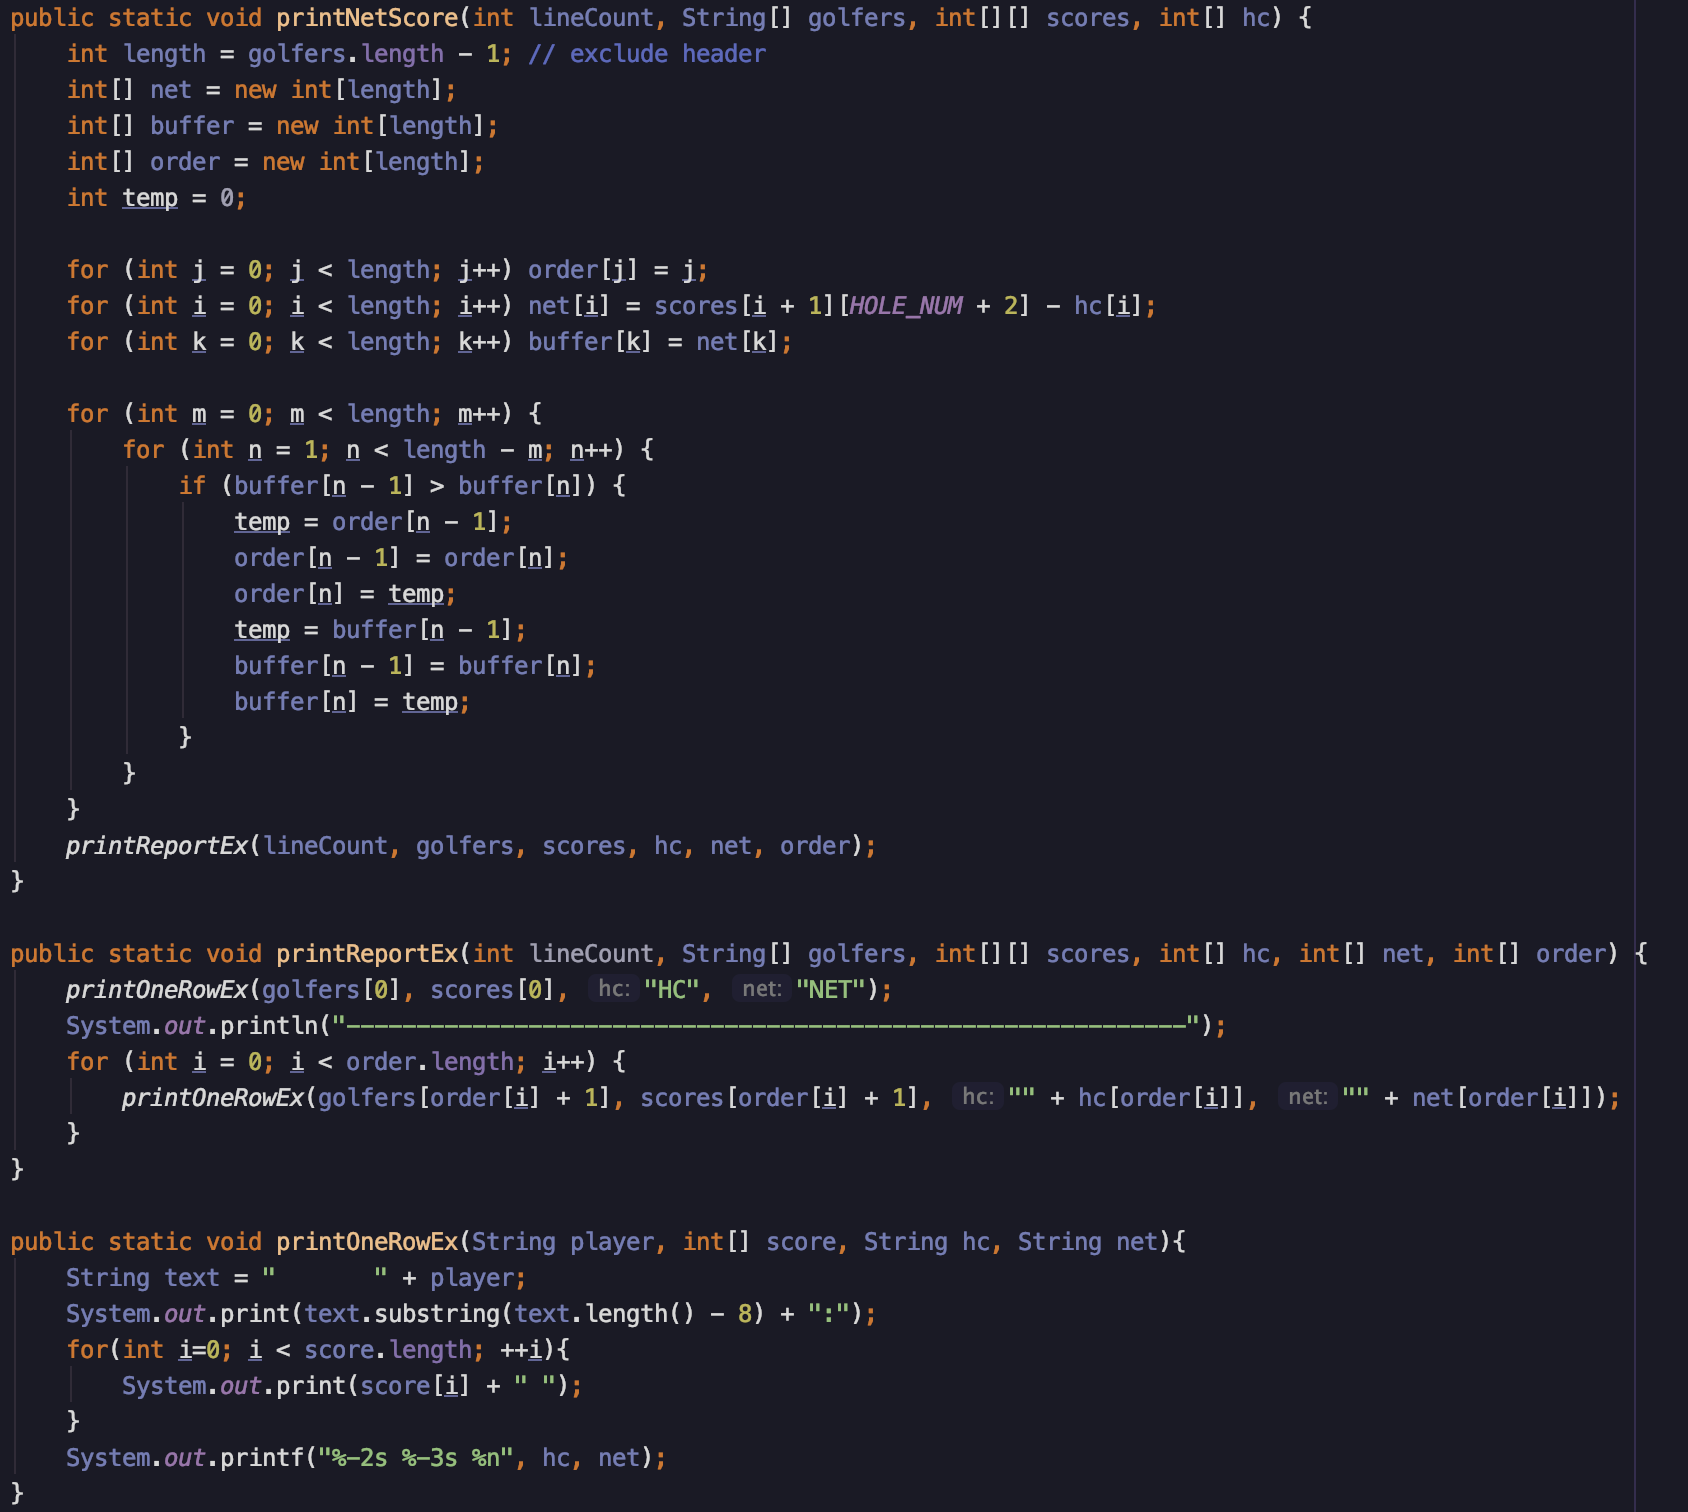 public static void printNetScore(int lineCount, String[] golfers, int[][] scores, int[] hc) {
    int length = golfers.length - 1; // exclude header
    int[] net = new int[length];
    int[] buffer = new int[length];
    int[] order = new int[length];
    int temp = 0;

    for (int j = 0; j < length; j++) order[j] = j;
    for (int i = 0; i < length; i++) net[i] = scores[i + 1][HOLE_NUM + 2] - hc[i];
    for (int k = 0; k < length; k++) buffer[k] = net[k];

    for (int m = 0; m < length; m++) {
        for (int n = 1; n < length - m; n++) {
            if (buffer[n - 1] > buffer[n]) {
                temp = order[n - 1];
                order[n - 1] = order[n];
                order[n] = temp;
                temp = buffer[n - 1];
                buffer[n - 1] = buffer[n];
                buffer[n] = temp;
            }
        }
    }
    printReportEx(lineCount, golfers, scores, hc, net, order);
}

public static void printReportEx(int lineCount, String[] golfers, int[][] scores, int[] hc, int[] net, int[] order) {
    printOneRowEx(golfers[0], scores[0], hc: "HC", net: "NET");
    System.out.println("------------------------------------------------------------");
    for (int i = 0; i < order.length; i++) {
        printOneRowEx(golfers[order[i] + 1], scores[order[i] + 1], hc: "" + hc[order[i]], net: "" + net[order[i]]);
    }
}

public static void printOneRowEx(String player, int[] score, String hc, String net){
    String text = "       " + player;
    System.out.print(text.substring(text.length() - 8) + ":");
    for(int i=0; i < score.length; ++i){
        System.out.print(score[i] + " ");
    }
    System.out.printf("%-2s %-3s %n", hc, net);
}